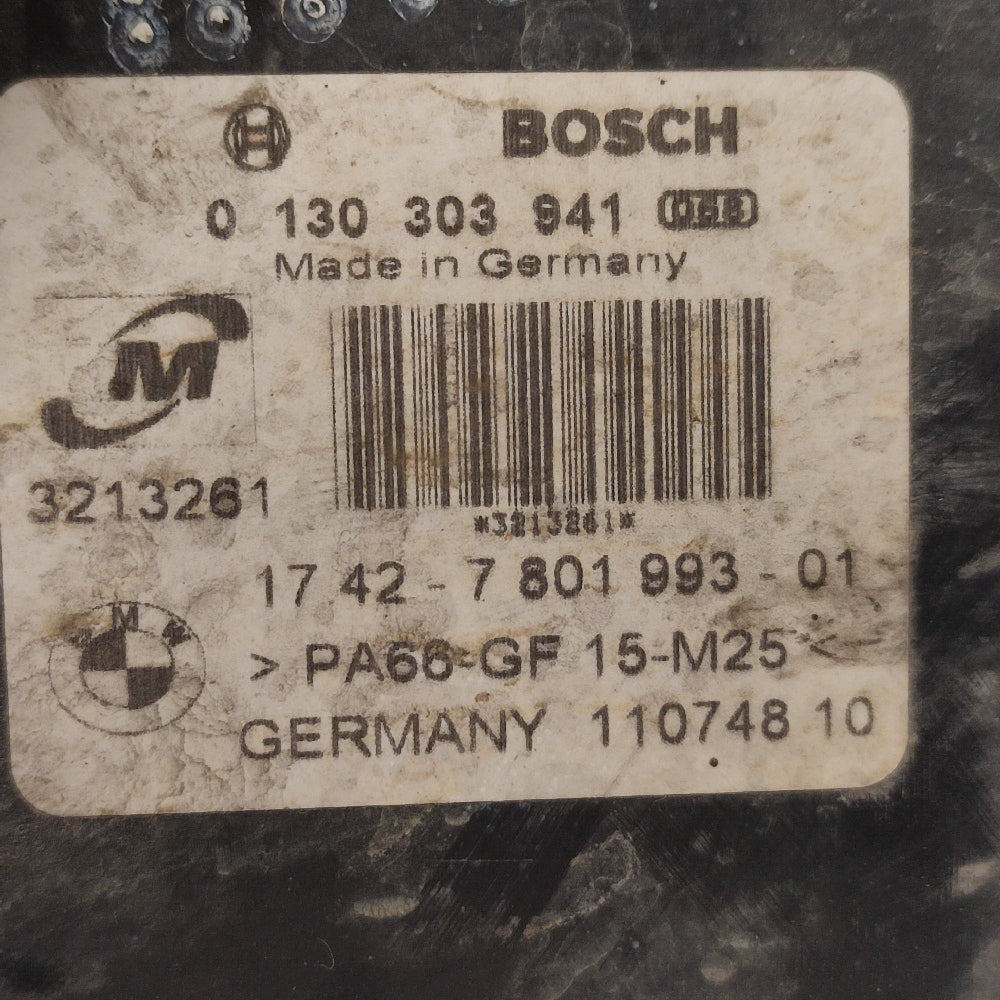 BOSCH
0 130 303 941
Made in Germany
M
3213261
*3213261*
17 42 - 7 801 993 - 01
BMW
> PA66-GF 15-M25 <
GERMANY 110748 10